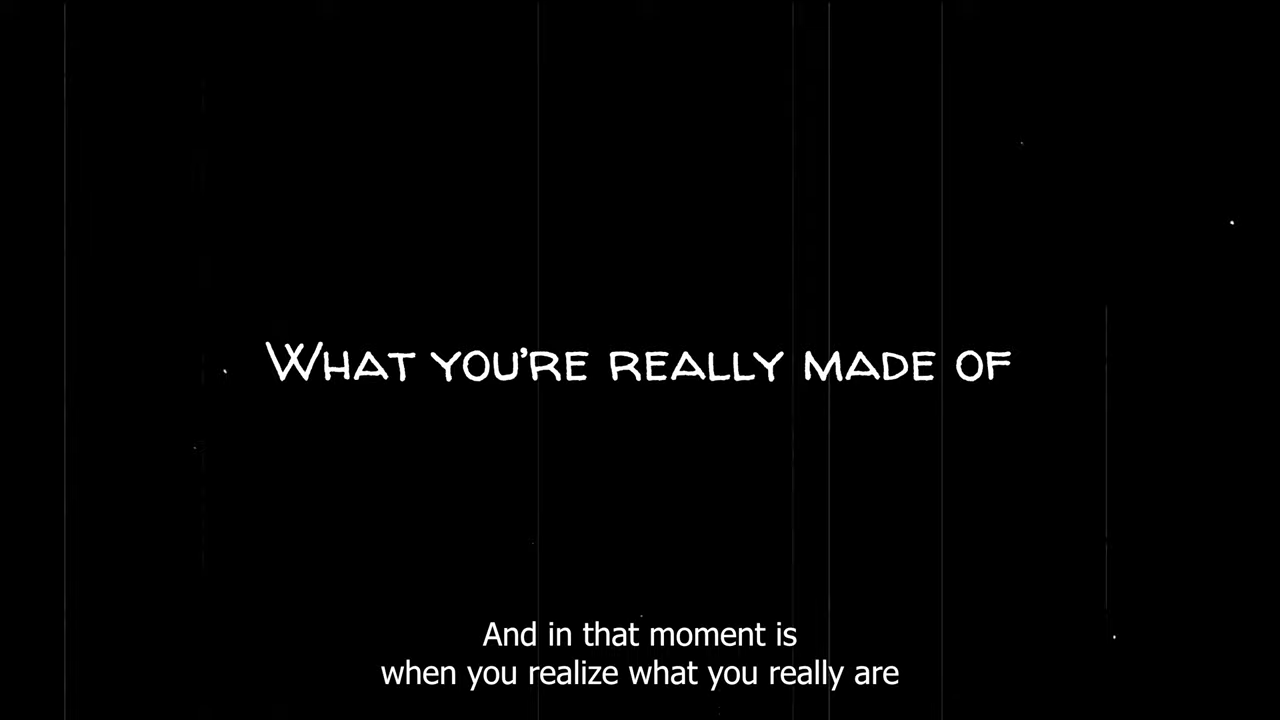 What you're really made of
And in that moment is
when you realize what you really are